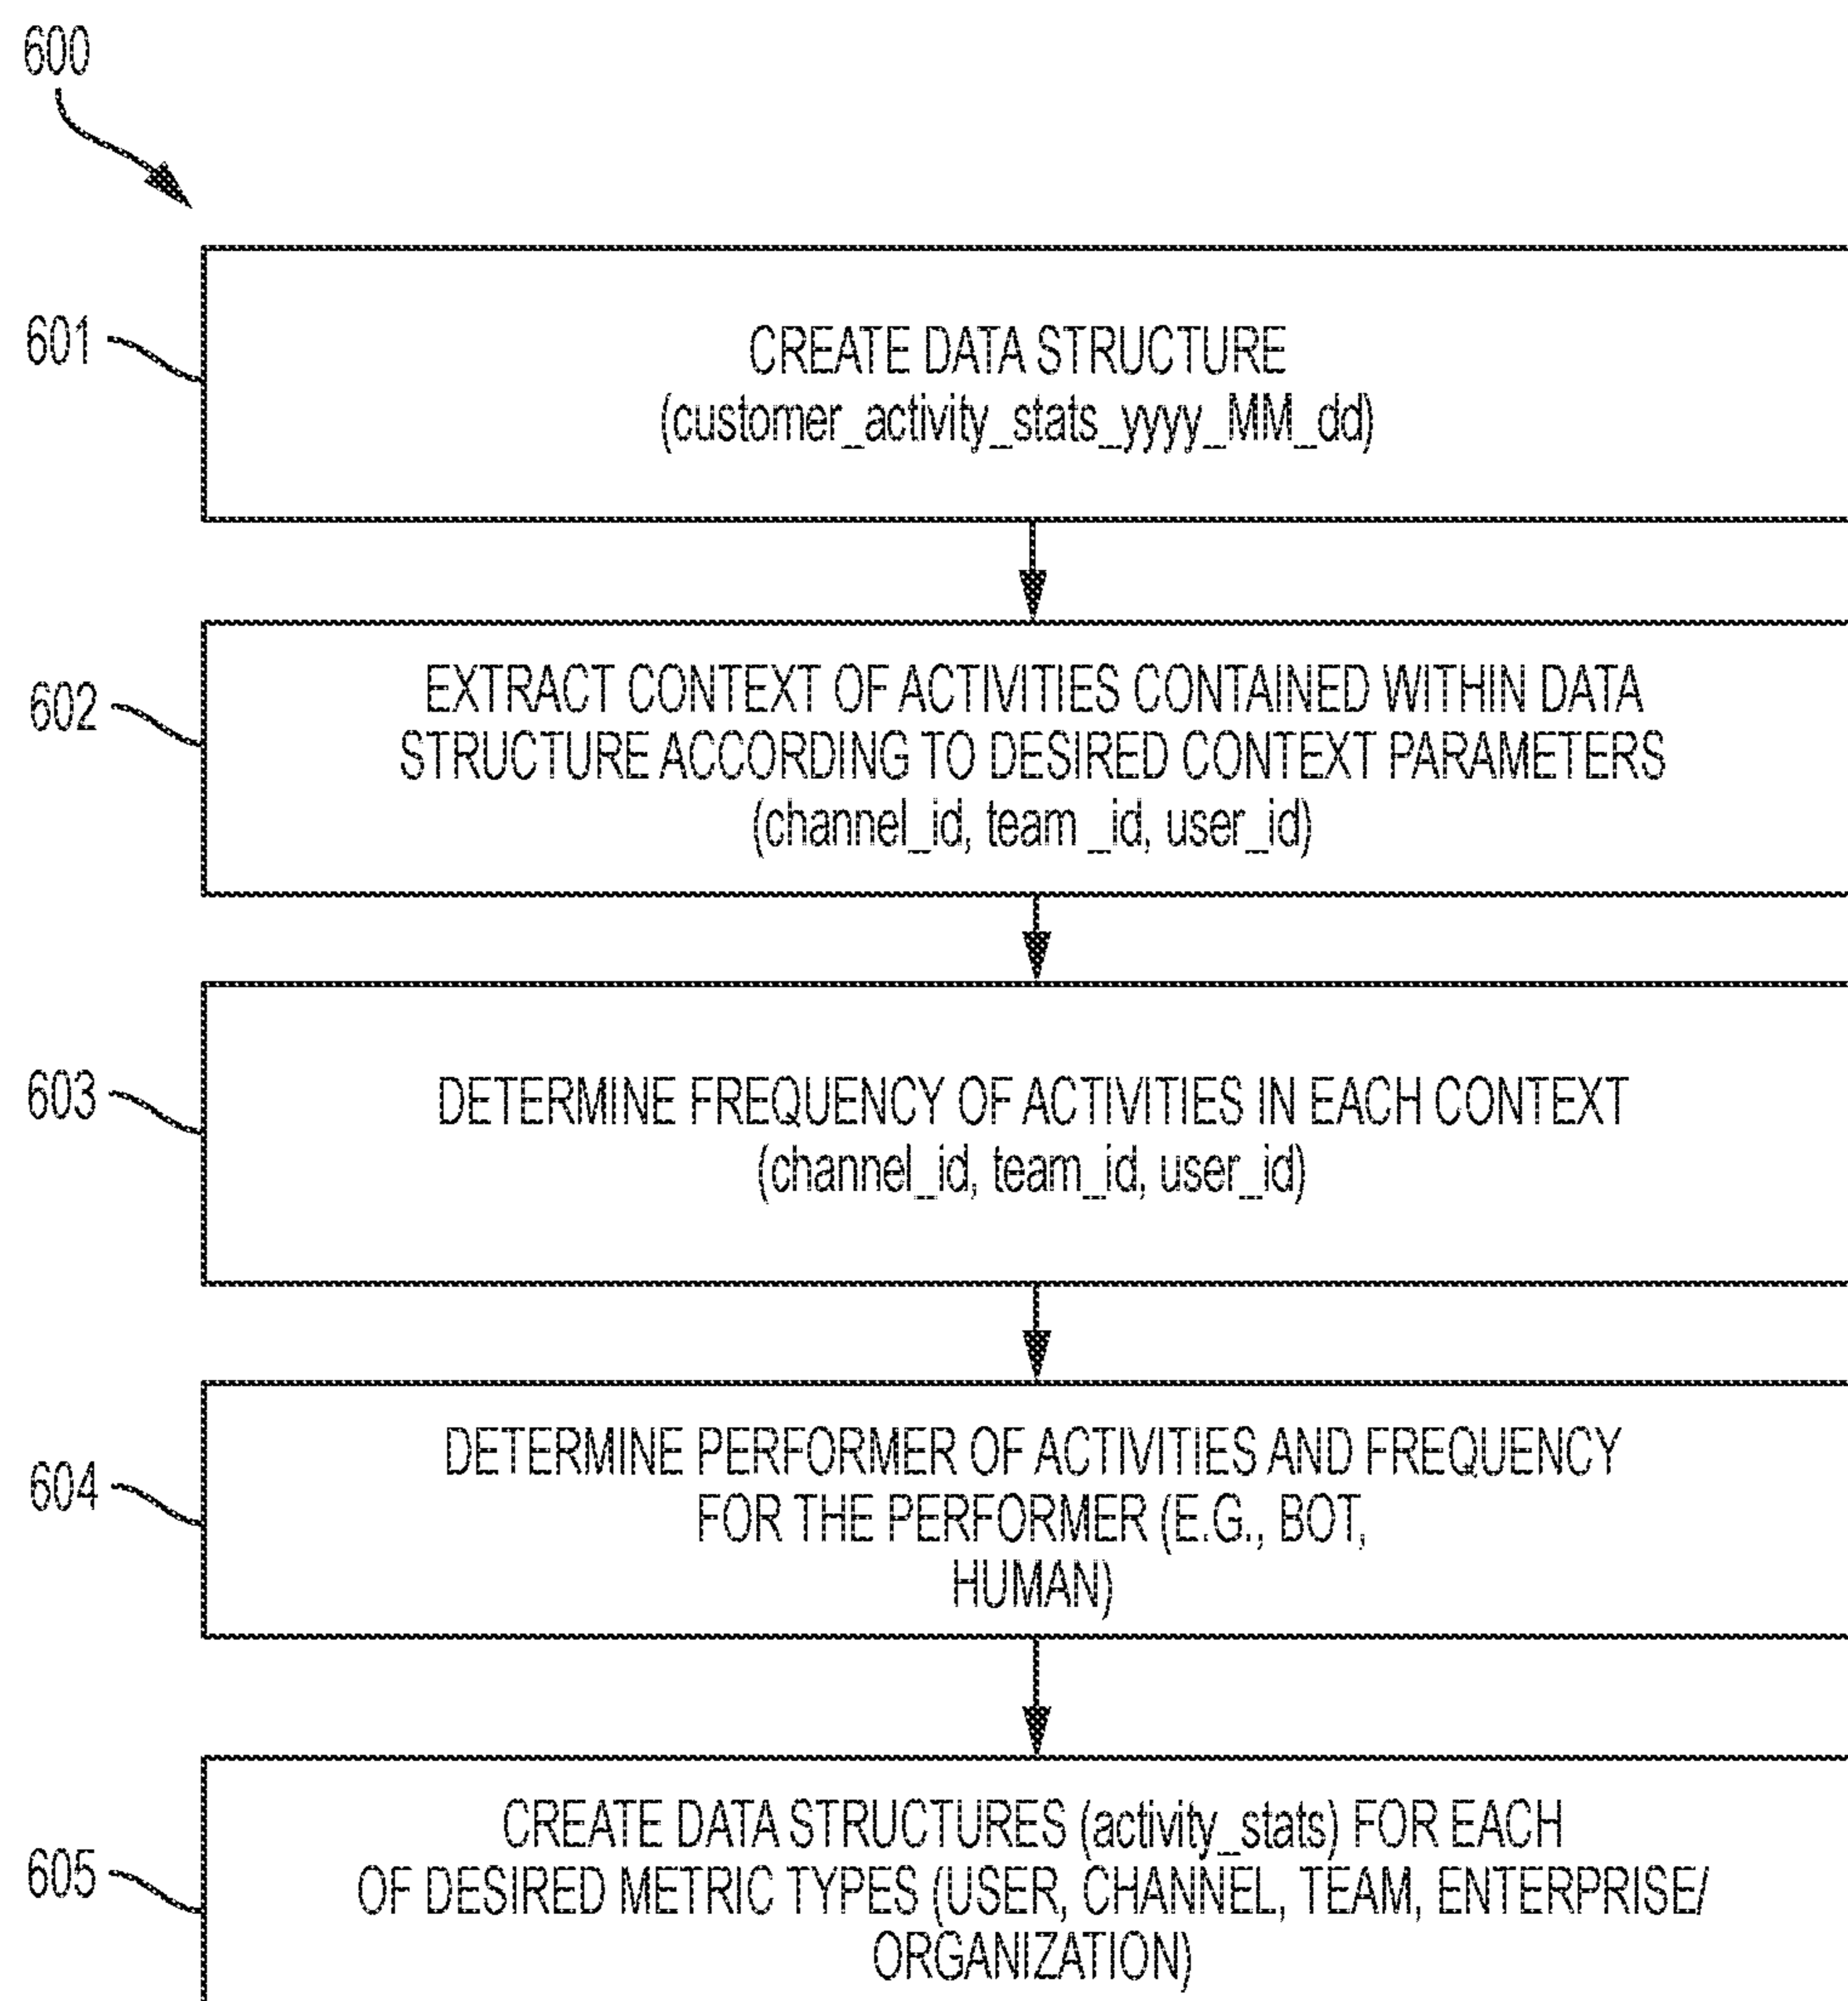 600
601
CREATE DATA STRUCTURE
(customer_activity_stats_yyyy_MM_dd)
602
EXTRACT CONTEXT OF ACTIVITIES CONTAINED WITHIN DATA
STRUCTURE ACCORDING TO DESIRED CONTEXT PARAMETERS
(channel_id, team _id, user_id)
603
DETERMINE FREQUENCY OF ACTIVITIES IN EACH CONTEXT
(channel_id, team_id, user_id)
604
DETERMINE PERFORMER OF ACTIVITIES AND FREQUENCY
FOR THE PERFORMER (E.G., BOT,
HUMAN)
605
CREATE DATA STRUCTURES (activity_stats) FOR EACH
OF DESIRED METRIC TYPES (USER, CHANNEL, TEAM, ENTERPRISE/
ORGANIZATION)